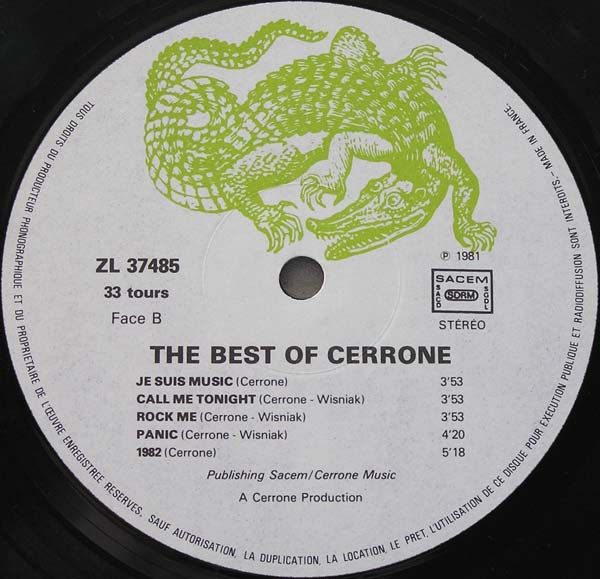 TOUS DROITS DU PRODUCTEUR PHONOGRAPHIQUE ET DU PROPRIETAIRE DE L'ŒUVRE ENREGISTREE RESERVES, SAUF AUTORISATION, LA DUPLICATION, LA LOCATION, LE PRET, L'UTILISATION DE CE DISQUE POUR EXECUTION PUBLIQUE ET RADIODIFFUSION SONT INTERDITS. - MADE IN FRANCE.
ZL 37485
33 tours
Face B
℗ 1981
SACEM
SACD SDRM SGDL
STÉRÉO
THE BEST OF CERRONE
JE SUIS MUSIC (Cerrone) 3'53
CALL ME TONIGHT (Cerrone - Wisniak) 3'53
ROCK ME (Cerrone - Wisniak) 3'53
PANIC (Cerrone - Wisniak) 4'20
1982 (Cerrone) 5'18
Publishing Sacem/Cerrone Music
A Cerrone Production